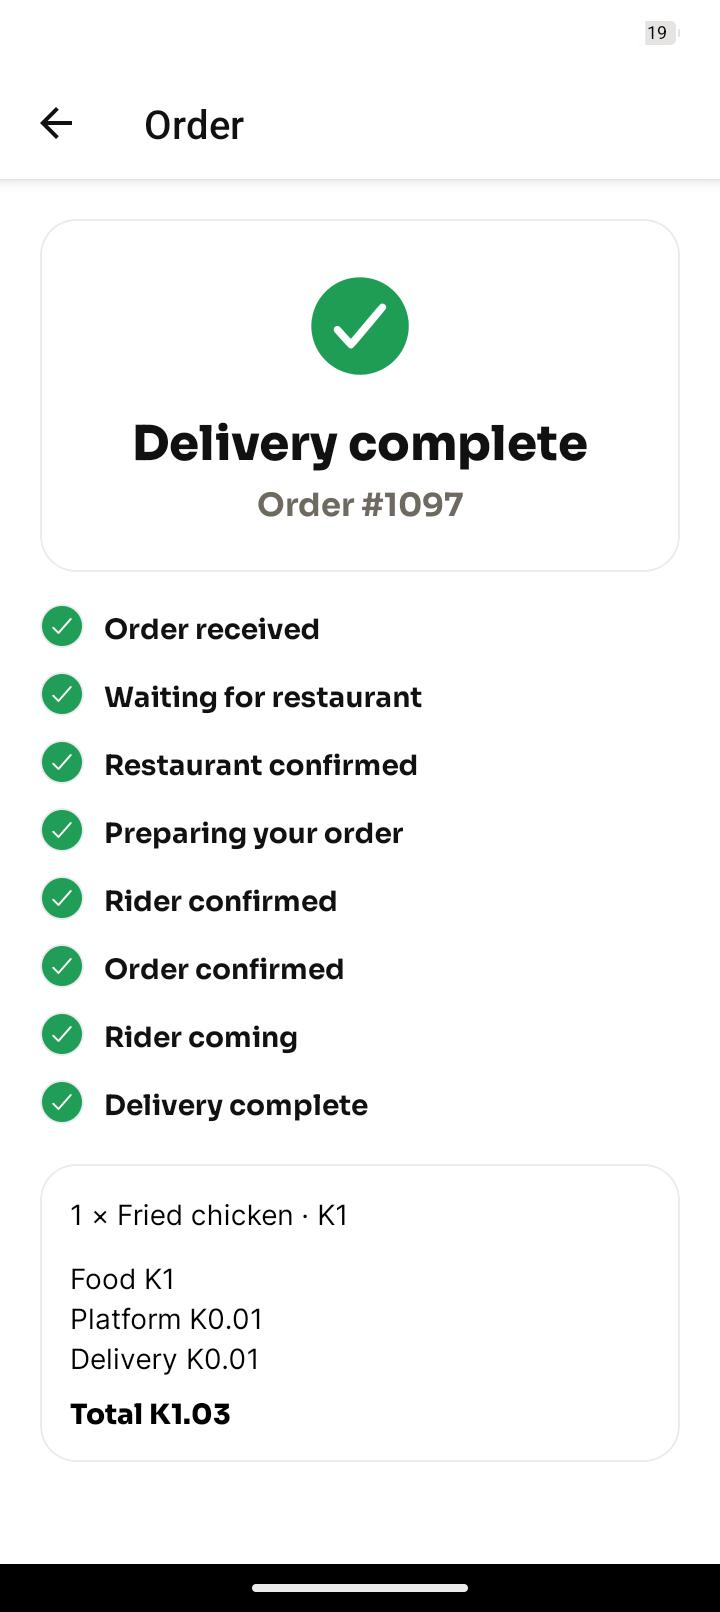 19
Order
Delivery complete
Order #1097
Order received
Waiting for restaurant
Restaurant confirmed
Preparing your order
Rider confirmed
Order confirmed
Rider coming
Delivery complete
1 × Fried chicken · K1
Food K1
Platform K0.01
Delivery K0.01
Total K1.03